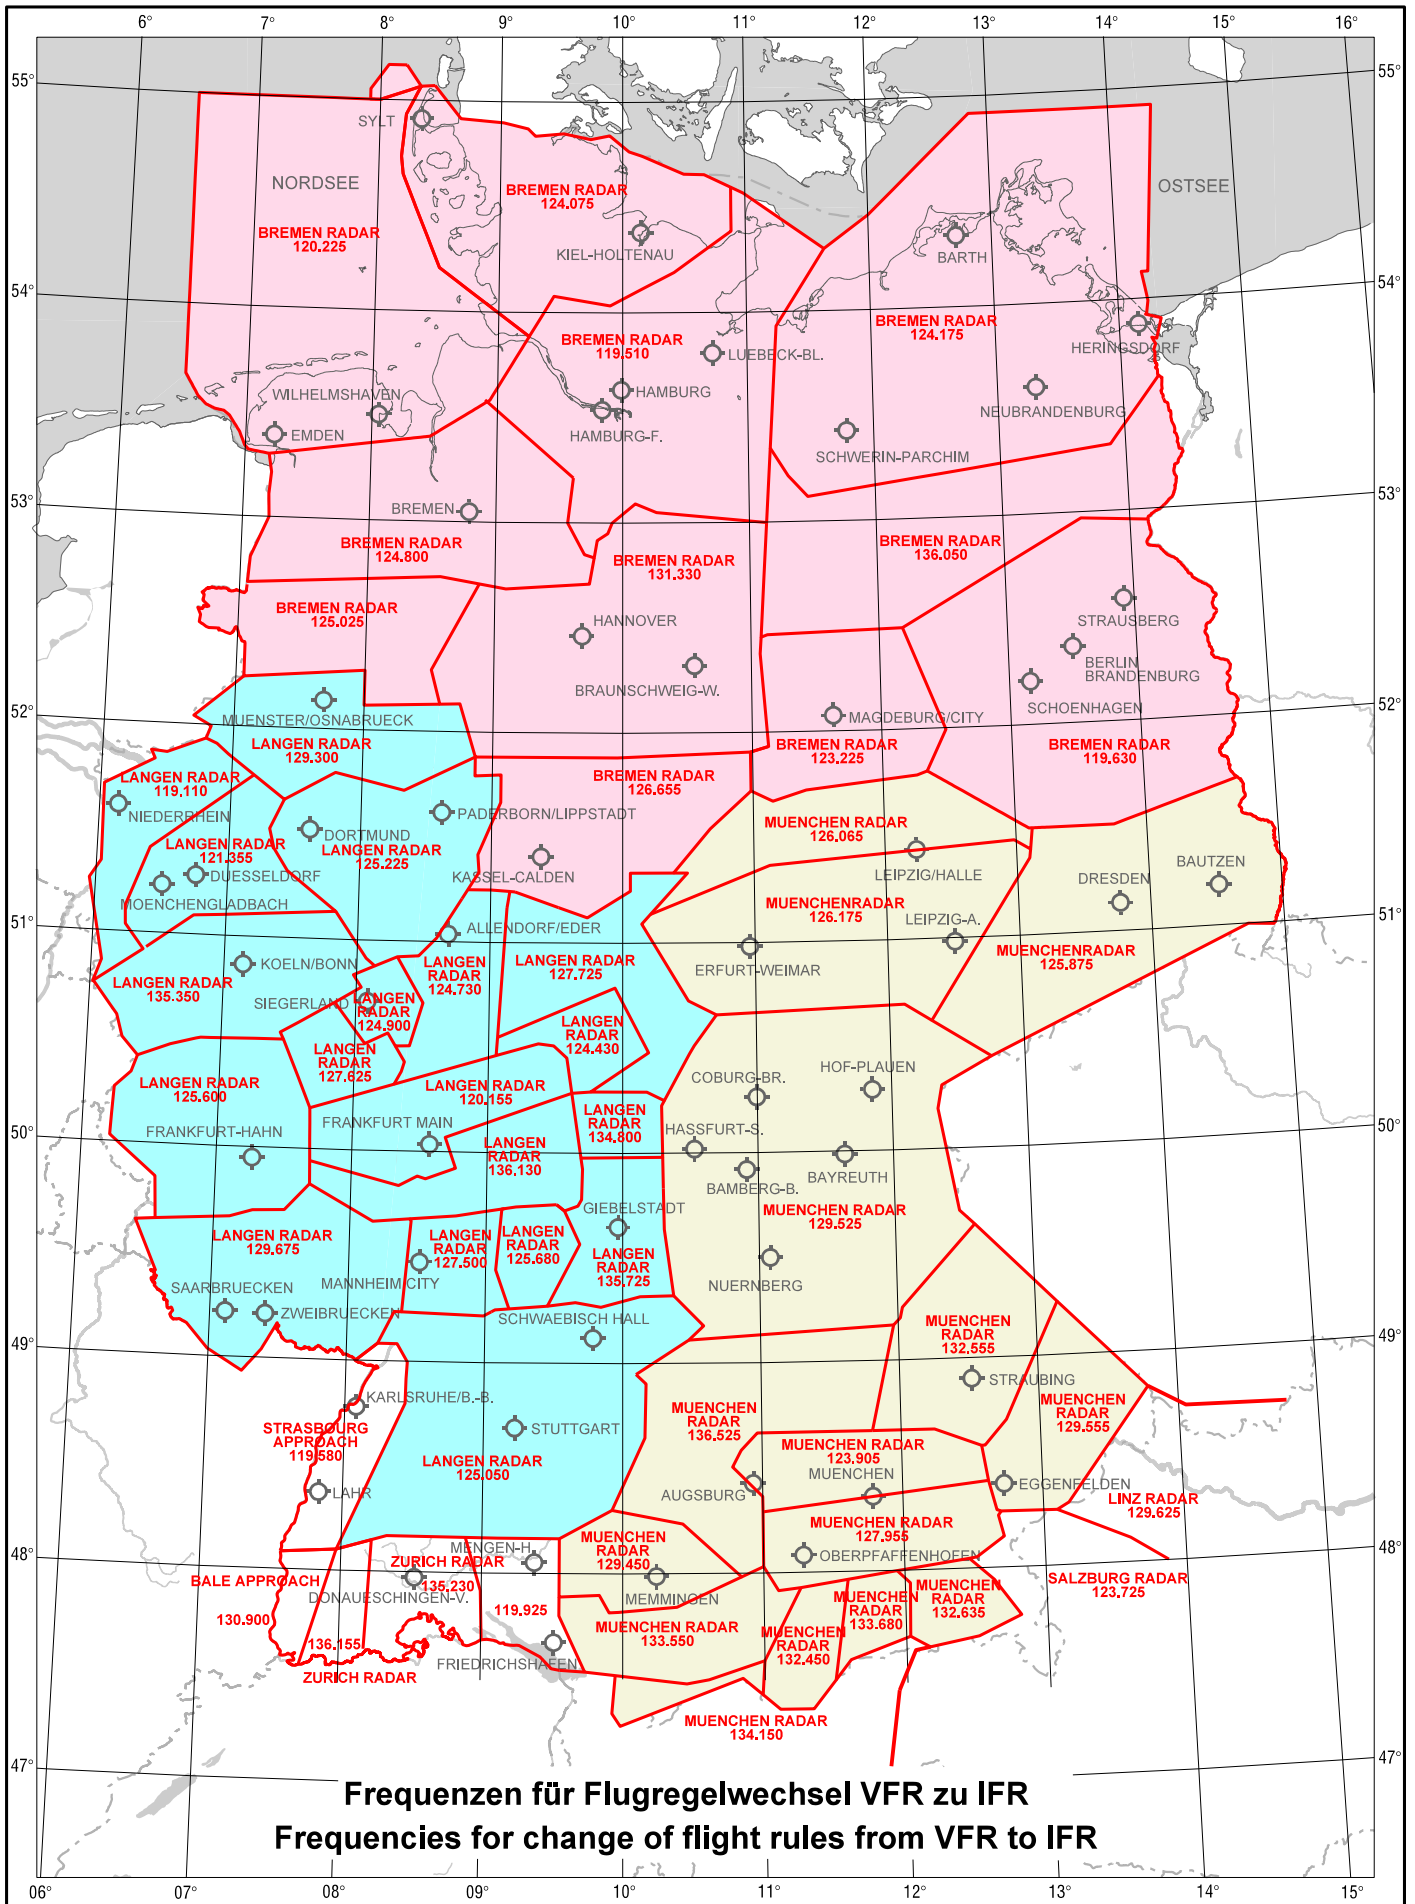 6° 7° 8° 9° 10° 11° 12° 13° 14° 15° 16°
55° 55°
SYLT
NORDSEE
OSTSEE
BREMEN RADAR
124.075
BREMEN RADAR
120.225
KIEL-HOLTENAU
BARTH
54° 54°
BREMEN RADAR
124.175
BREMEN RADAR
119.510
LUEBECK-BL.
HERINGSDORF
WILHELMSHAVEN
HAMBURG
NEUBRANDENBURG
EMDEN
HAMBURG-F.
SCHWERIN-PARCHIM
53° 53°
BREMEN
BREMEN RADAR
124.800
BREMEN RADAR
131.330
BREMEN RADAR
136.050
BREMEN RADAR
125.025
HANNOVER
STRAUSBERG
BERLIN
BRANDENBURG
BRAUNSCHWEIG-W.
SCHOENHAGEN
52° 52°
MUENSTER/OSNABRUECK
MAGDEBURG/CITY
LANGEN RADAR
129.300
BREMEN RADAR
123.225
BREMEN RADAR
119.630
LANGEN RADAR
119.110
BREMEN RADAR
126.655
NIEDERRHEIN
PADERBORN/LIPPSTADT
DORTMUND
MUENCHEN RADAR
126.065
LANGEN RADAR
121.355
LANGEN RADAR
125.225
DUESSELDORF
KASSEL-CALDEN
LEIPZIG/HALLE
BAUTZEN
DRESDEN
MOENCHENGLADBACH
MUENCHENRADAR
126.175
51° 51°
ALLENDORF/EDER
LEIPZIG-A.
KOELN/BONN
ERFURT-WEIMAR
MUENCHENRADAR
125.875
LANGEN RADAR
135.350
LANGEN
RADAR
124.730
LANGEN RADAR
127.725
SIEGERLAND
LANGEN
RADAR
124.900
LANGEN
RADAR
124.430
LANGEN
RADAR
127.625
LANGEN RADAR
125.600
LANGEN RADAR
120.155
COBURG-BR.
HOF-PLAUEN
50° 50°
FRANKFURT-HAHN
FRANKFURT MAIN
LANGEN
RADAR
134.800
HASSFURT-S.
LANGEN
RADAR
136.130
BAMBERG-B.
BAYREUTH
GIEBELSTADT
MUENCHEN RADAR
129.525
LANGEN RADAR
129.675
LANGEN
RADAR
127.500
LANGEN
RADAR
125.680
LANGEN
RADAR
135.725
SAARBRUECKEN
MANNHEIM CITY
NUERNBERG
ZWEIBRUECKEN
SCHWAEBISCH HALL
49° 49°
MUENCHEN
RADAR
132.555
STRAUBING
KARLSRUHE/B.-B.
STRASBOURG
APPROACH
119.580
MUENCHEN
RADAR
136.525
MUENCHEN
RADAR
129.555
STUTTGART
LANGEN RADAR
125.050
MUENCHEN RADAR
123.905
MUENCHEN
LAHR
AUGSBURG
EGGENFELDEN
LINZ RADAR
129.625
48° 48°
MENGEN-H.
MUENCHEN
RADAR
129.450
MUENCHEN RADAR
127.955
OBERPFAFFENHOFEN
ZURICH RADAR
135.230
BALE APPROACH
130.900
DONAUESCHINGEN-V.
MEMMINGEN
SALZBURG RADAR
123.725
119.925
MUENCHEN
RADAR
133.680
MUENCHEN
RADAR
132.635
MUENCHEN RADAR
133.550
MUENCHEN
RADAR
132.450
136.155
ZURICH RADAR
FRIEDRICHSHAFEN
MUENCHEN RADAR
134.150
47° 47°
Frequenzen für Flugregelwechsel VFR zu IFR
Frequencies for change of flight rules from VFR to IFR
06° 07° 08° 09° 10° 11° 12° 13° 14° 15°